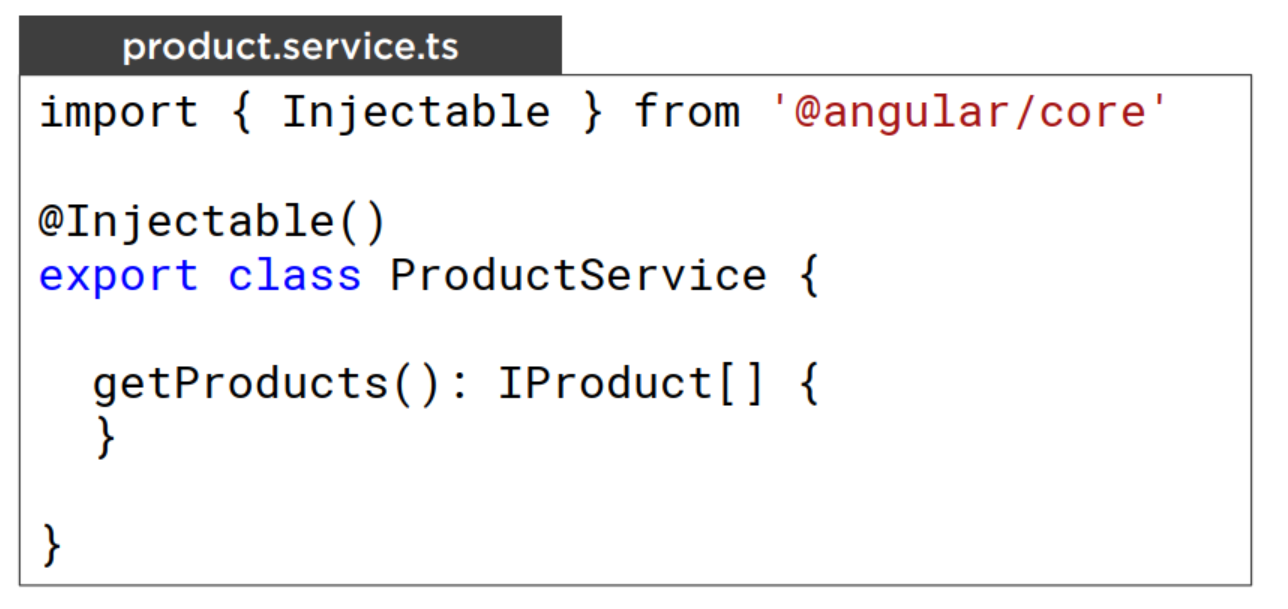 product.service.ts
import { Injectable } from '@angular/core'
@Injectable()
export class ProductService {
getProducts(): IProduct[] {
}
}